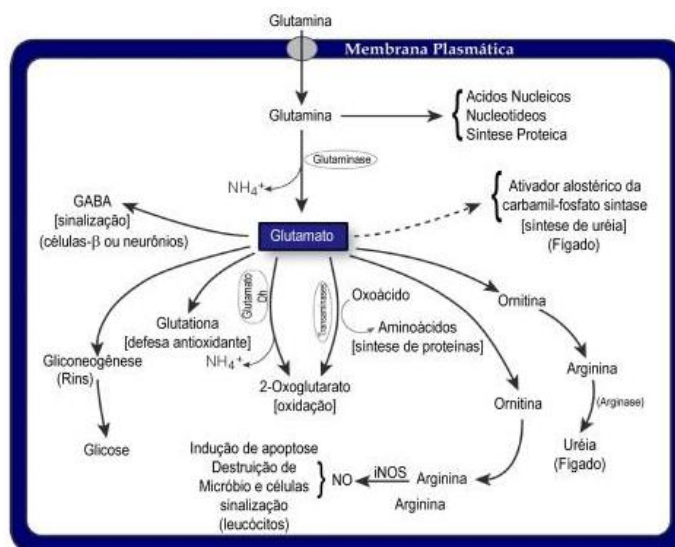 Glutamina
Membrana Plasmática
Glutamina
Acidos Nucleicos
Nucleotídeos
Síntese Proteica
Glutaminase
NH4+
GABA
[sinalização]
(células-β ou neurônios)
Glutamato
Ativador alostérico da
carbamil-fosfato sintase
[síntese de uréia]
(Fígado)
Glutamato
Dh
Transaminases
Oxoácido
Aminoácidos
[síntese de proteínas]
Glutationa
[defesa antioxidante]
NH4+
2-Oxoglutarato
[oxidação]
Gliconeogênese
(Rins)
Glicose
Ornitina
Arginina
(Arginase)
Uréia
(Fígado)
Ornitina
Arginina
iNOS
NO
Indução de apoptose
Destruição de
Micróbio e células
sinalização
(leucócitos)
Arginina